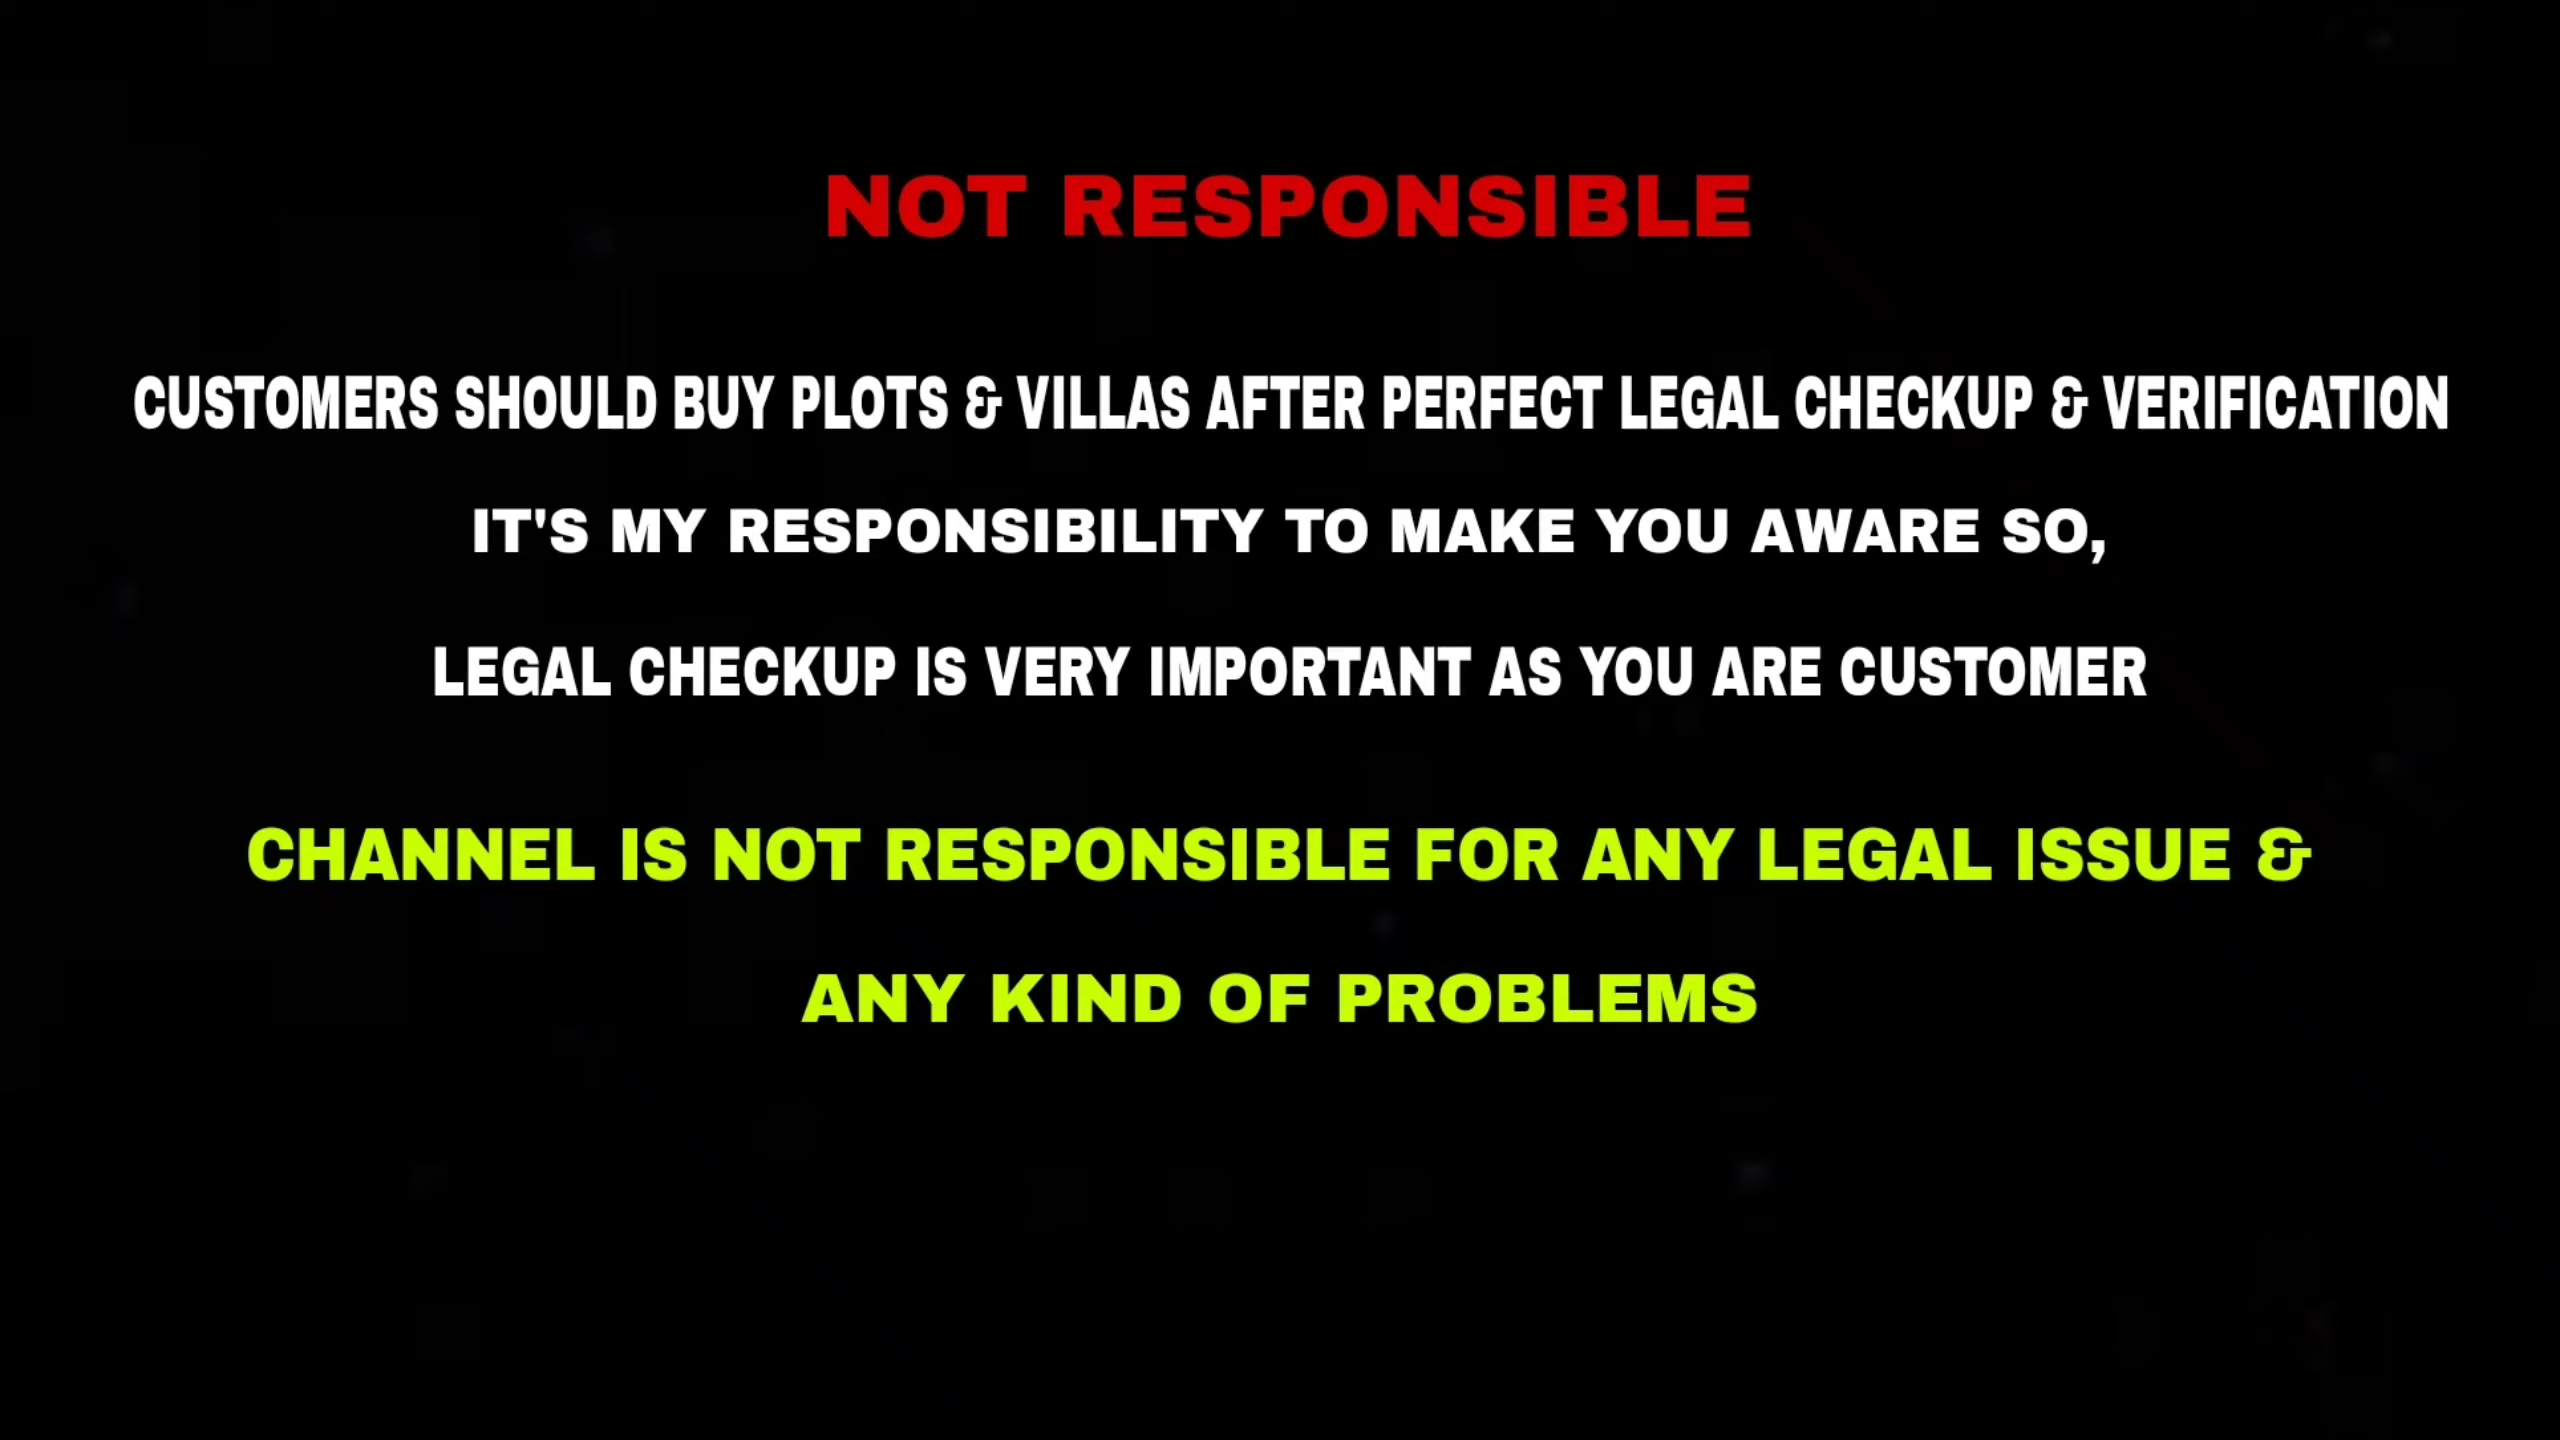 NOT RESPONSIBLE
CUSTOMERS SHOULD BUY PLOTS & VILLAS AFTER PERFECT LEGAL CHECKUP & VERIFICATION
IT'S MY RESPONSIBILITY TO MAKE YOU AWARE SO,
LEGAL CHECKUP IS VERY IMPORTANT AS YOU ARE CUSTOMER
CHANNEL IS NOT RESPONSIBLE FOR ANY LEGAL ISSUE &
ANY KIND OF PROBLEMS